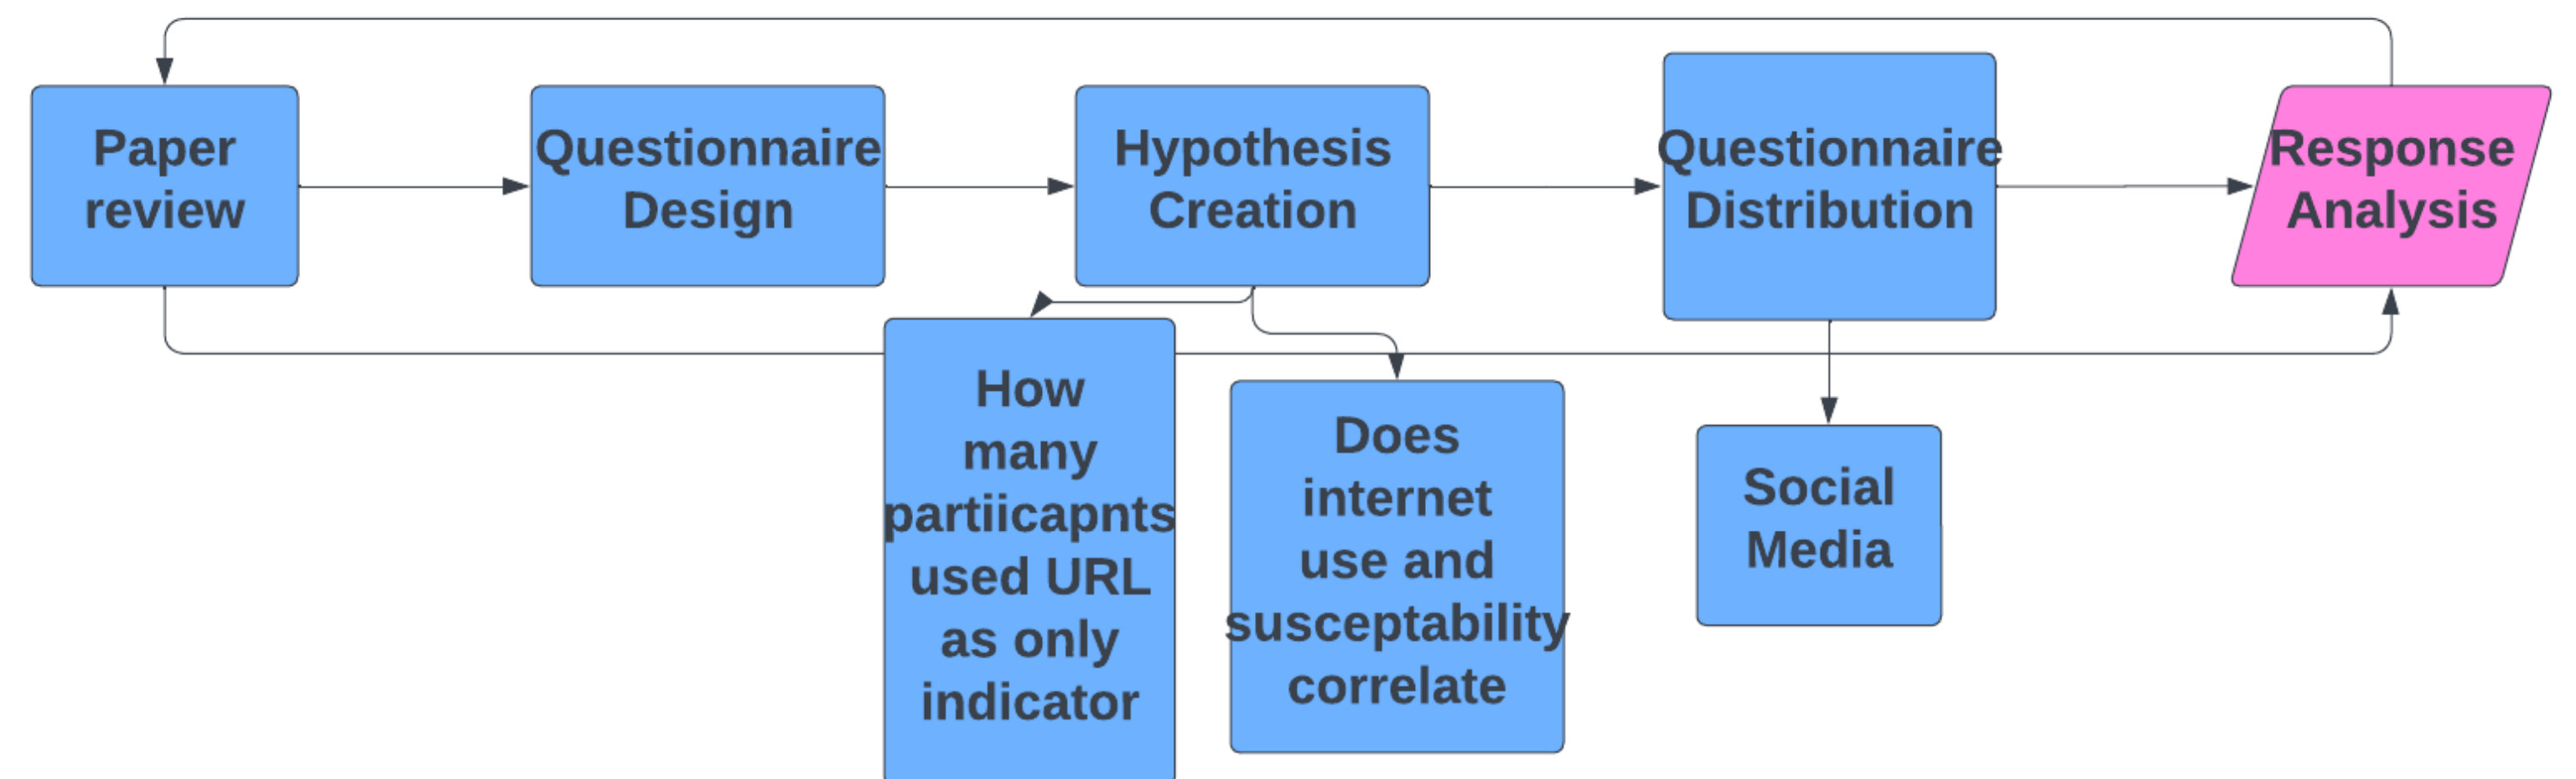 Paper
review
Questionnaire
Design
Hypothesis
Creation
Questionnaire
Distribution
Response
Analysis
How
many
partiicapnts
used URL
as only
indicator
Does
internet
use and
susceptability
correlate
Social
Media